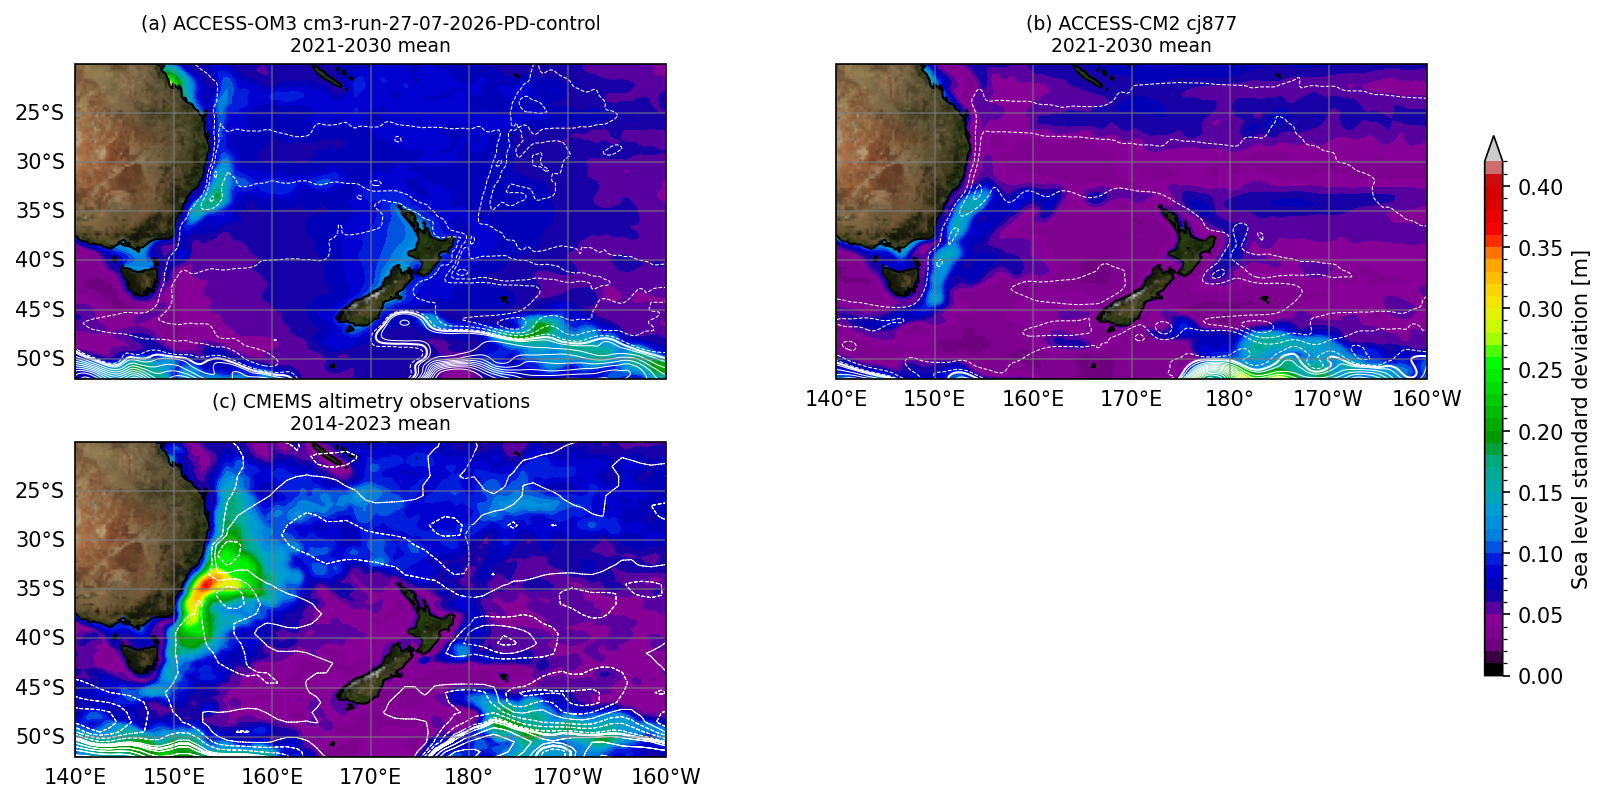 (a) ACCESS-OM3 cm3-run-27-07-2026-PD-control
2021-2030 mean
25°S
30°S
35°S
40°S
45°S
50°S
(b) ACCESS-CM2 cj877
2021-2030 mean
140°E 150°E 160°E 170°E 180° 170°W 160°W
(c) CMEMS altimetry observations
2014-2023 mean
25°S
30°S
35°S
40°S
45°S
50°S
140°E 150°E 160°E 170°E 180° 170°W 160°W
0.40
0.35
0.30
0.25
0.20
0.15
0.10
0.05
0.00
Sea level standard deviation [m]